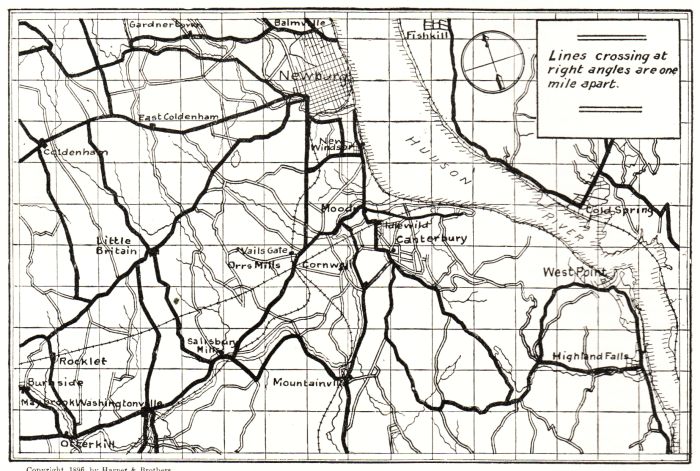 Gardnertown
Balmville
Fishkill
Lines crossing at
right angles are one
mile apart.
Newburg
East Coldenham
Coldenham
New
Windsor
HUDSON
RIVER
Moodna
Idlewild
Cold Spring
Little
Britain
Canterbury
Vails Gate
Orrs Mills
Cornwall
West Point
Salisbury
Mills
Rocklet
Highland Falls
Burnside
Mountainville
Maybrook
Washingtonville
Otterkill
Copyright, 1896, by Harper & Brothers